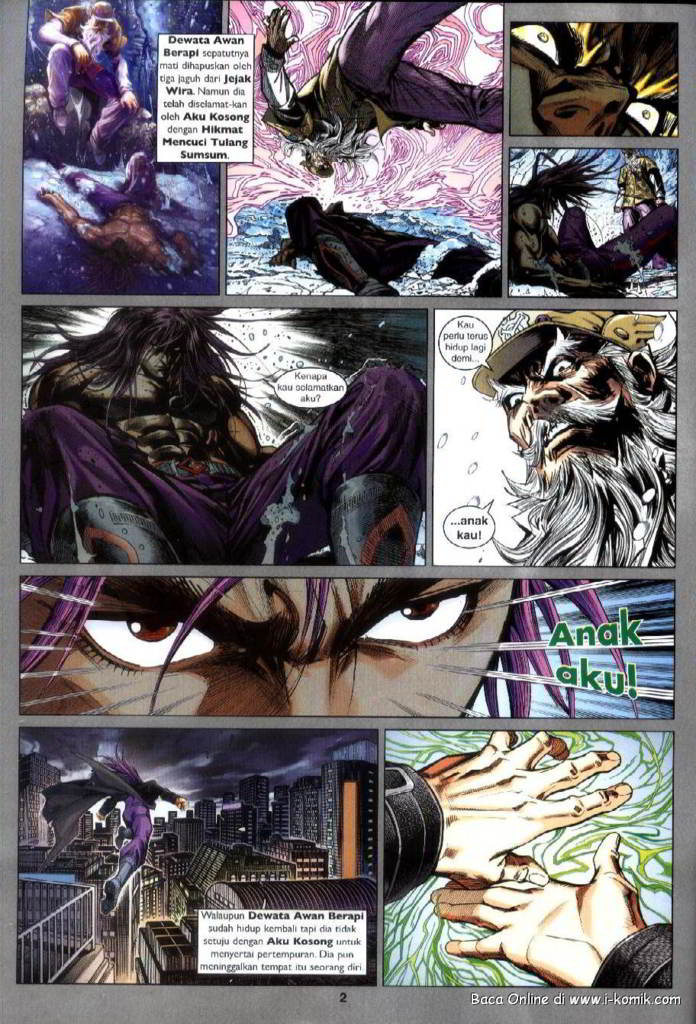 Dewata Awan
Berapi sepatutnya
mati dihapuskan oleh
tiga jaguh dari Jejak
Wira. Namun dia
telah diselamat-kan
oleh Aku Kosong
dengan Hikmat
Mencuci Tulang
Sumsum.
Kenapa
kau selamatkan
aku?
Kau
perlu terus
hidup lagi
demi...
...anak
kau!
Anak
aku!
Walaupun Dewata Awan Berapi
sudah hidup kembali tapi dia tidak
setuju dengan Aku Kosong untuk
menyertai pertempuran. Dia pun
meninggalkan tempat itu seorang diri.
2
Baca Online di www.i-komik.com